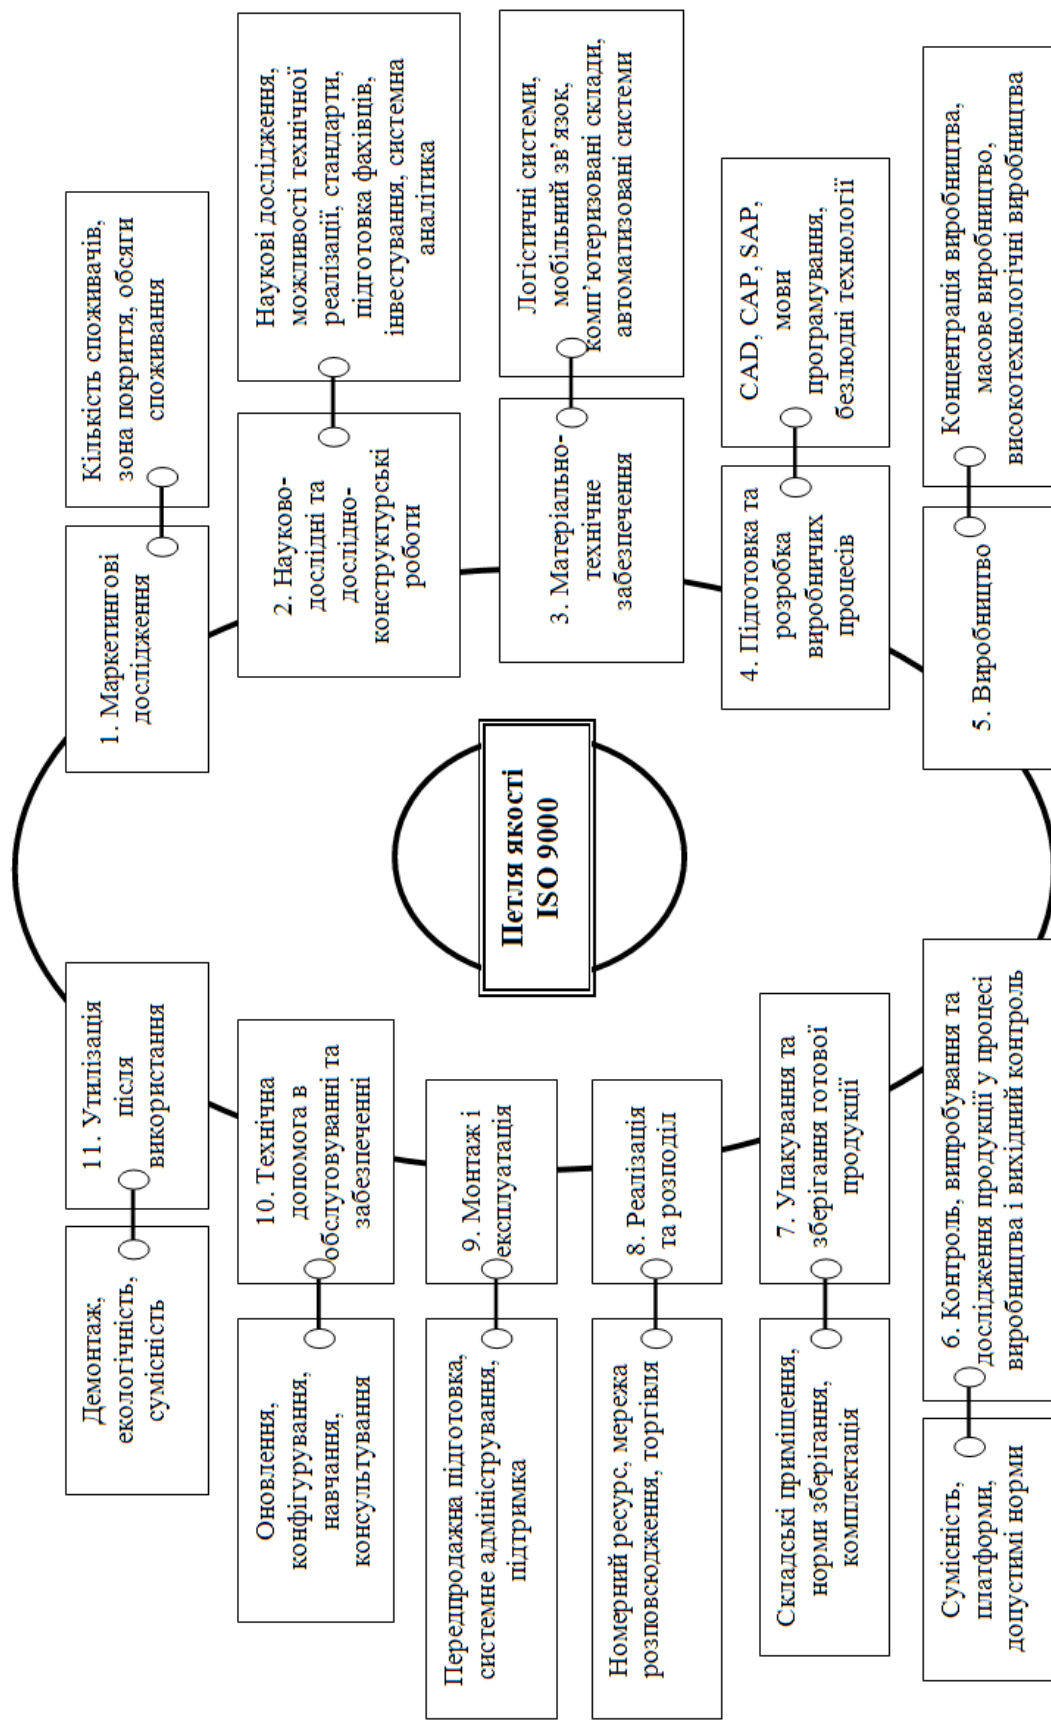 Петля якості
ISO 9000
1. Маркетингові
дослідження
Кількість споживачів,
зона покриття, обсяги
споживання
2. Науково-
дослідні та
дослідно-
конструкturські
роботи
Наукові дослідження,
можливості технічної
реалізації, стандарти,
підготовка фахівців,
інвестування, системна
аналітика
3. Матеріально-
технічне
забезпечення
Логістичні системи,
мобільний зв’язок,
комп’ютеризовані склади,
автоматизовані системи
4. Підготовка та
розробка
виробничих
процесів
CAD, CAP, SAP,
мови
програмування,
безлюдні технології
5. Виробництво
Концентрація виробництва,
масове виробництво,
високотехнологічні виробництва
6. Контроль, випробування та
дослідження продукції у процесі
виробництва і вихідний контроль
Сумісність,
платформи,
допустимі норми
7. Упакування та
зберігання готової
продукції
Складські приміщення,
норми зберігання,
комплектація
8. Реалізація
та розподіл
Номерний ресурс, мережа
розповсюдження, торгівля
9. Монтаж і
експлуатація
Передпродажна підготовка,
системне адміністрування,
підтримка
10. Технічна
допомога в
обслуговуванні та
забезпеченні
Оновлення,
конфігурування,
навчання,
консультування
11. Утилізація
після
використання
Демонтаж,
екологічність,
сумісність